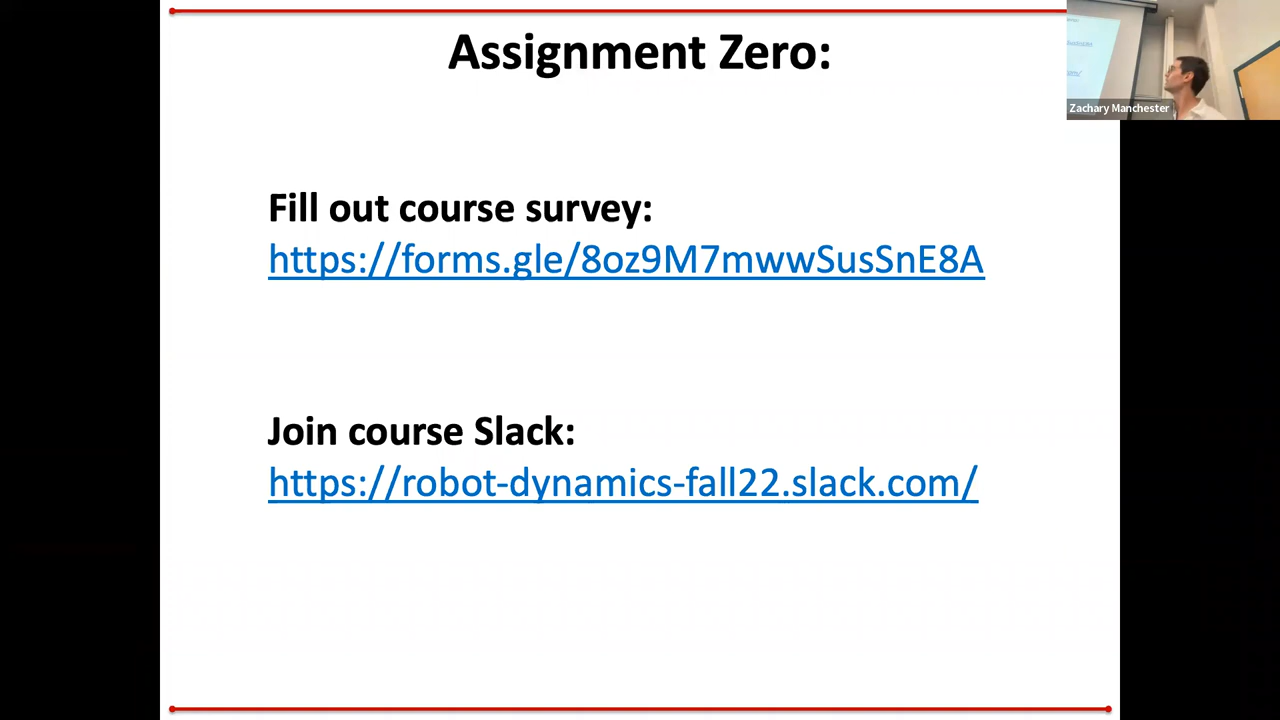 Assignment Zero:
Zachary Manchester
Fill out course survey:
https://forms.gle/8oz9M7mwwSusSnE8A
Join course Slack:
https://robot-dynamics-fall22.slack.com/